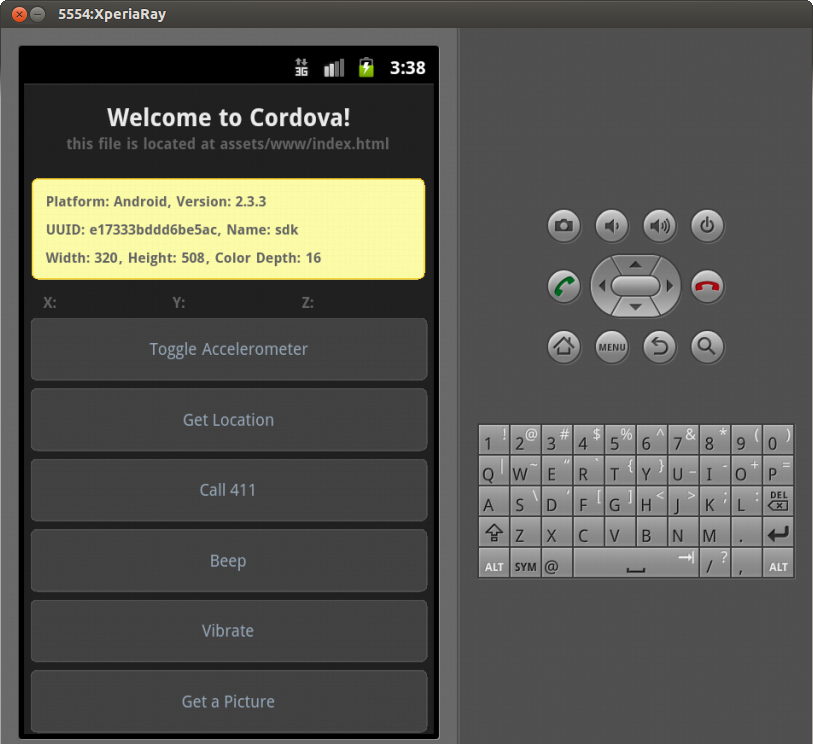 5554:XperiaRay
3G 3:38
Welcome to Cordova!
this file is located at assets/www/index.html
Platform: Android, Version: 2.3.3
UUID: e17333bddd6be5ac, Name: sdk
Width: 320, Height: 508, Color Depth: 16
X: Y: Z:
Toggle Accelerometer
Get Location
Call 411
Beep
Vibrate
Get a Picture
MENU
1 ! 2 @ 3 # 4 $ 5 % 6 ^ 7 & 8 * 9 ( 0 )
Q | W ~ E “ R ` T { Y } U _ I - O + P =
A S \ D ‘ F [ G ] H < J > K ; L : DEL
Z X C V B N M .
ALT SYM @ / ? , ALT